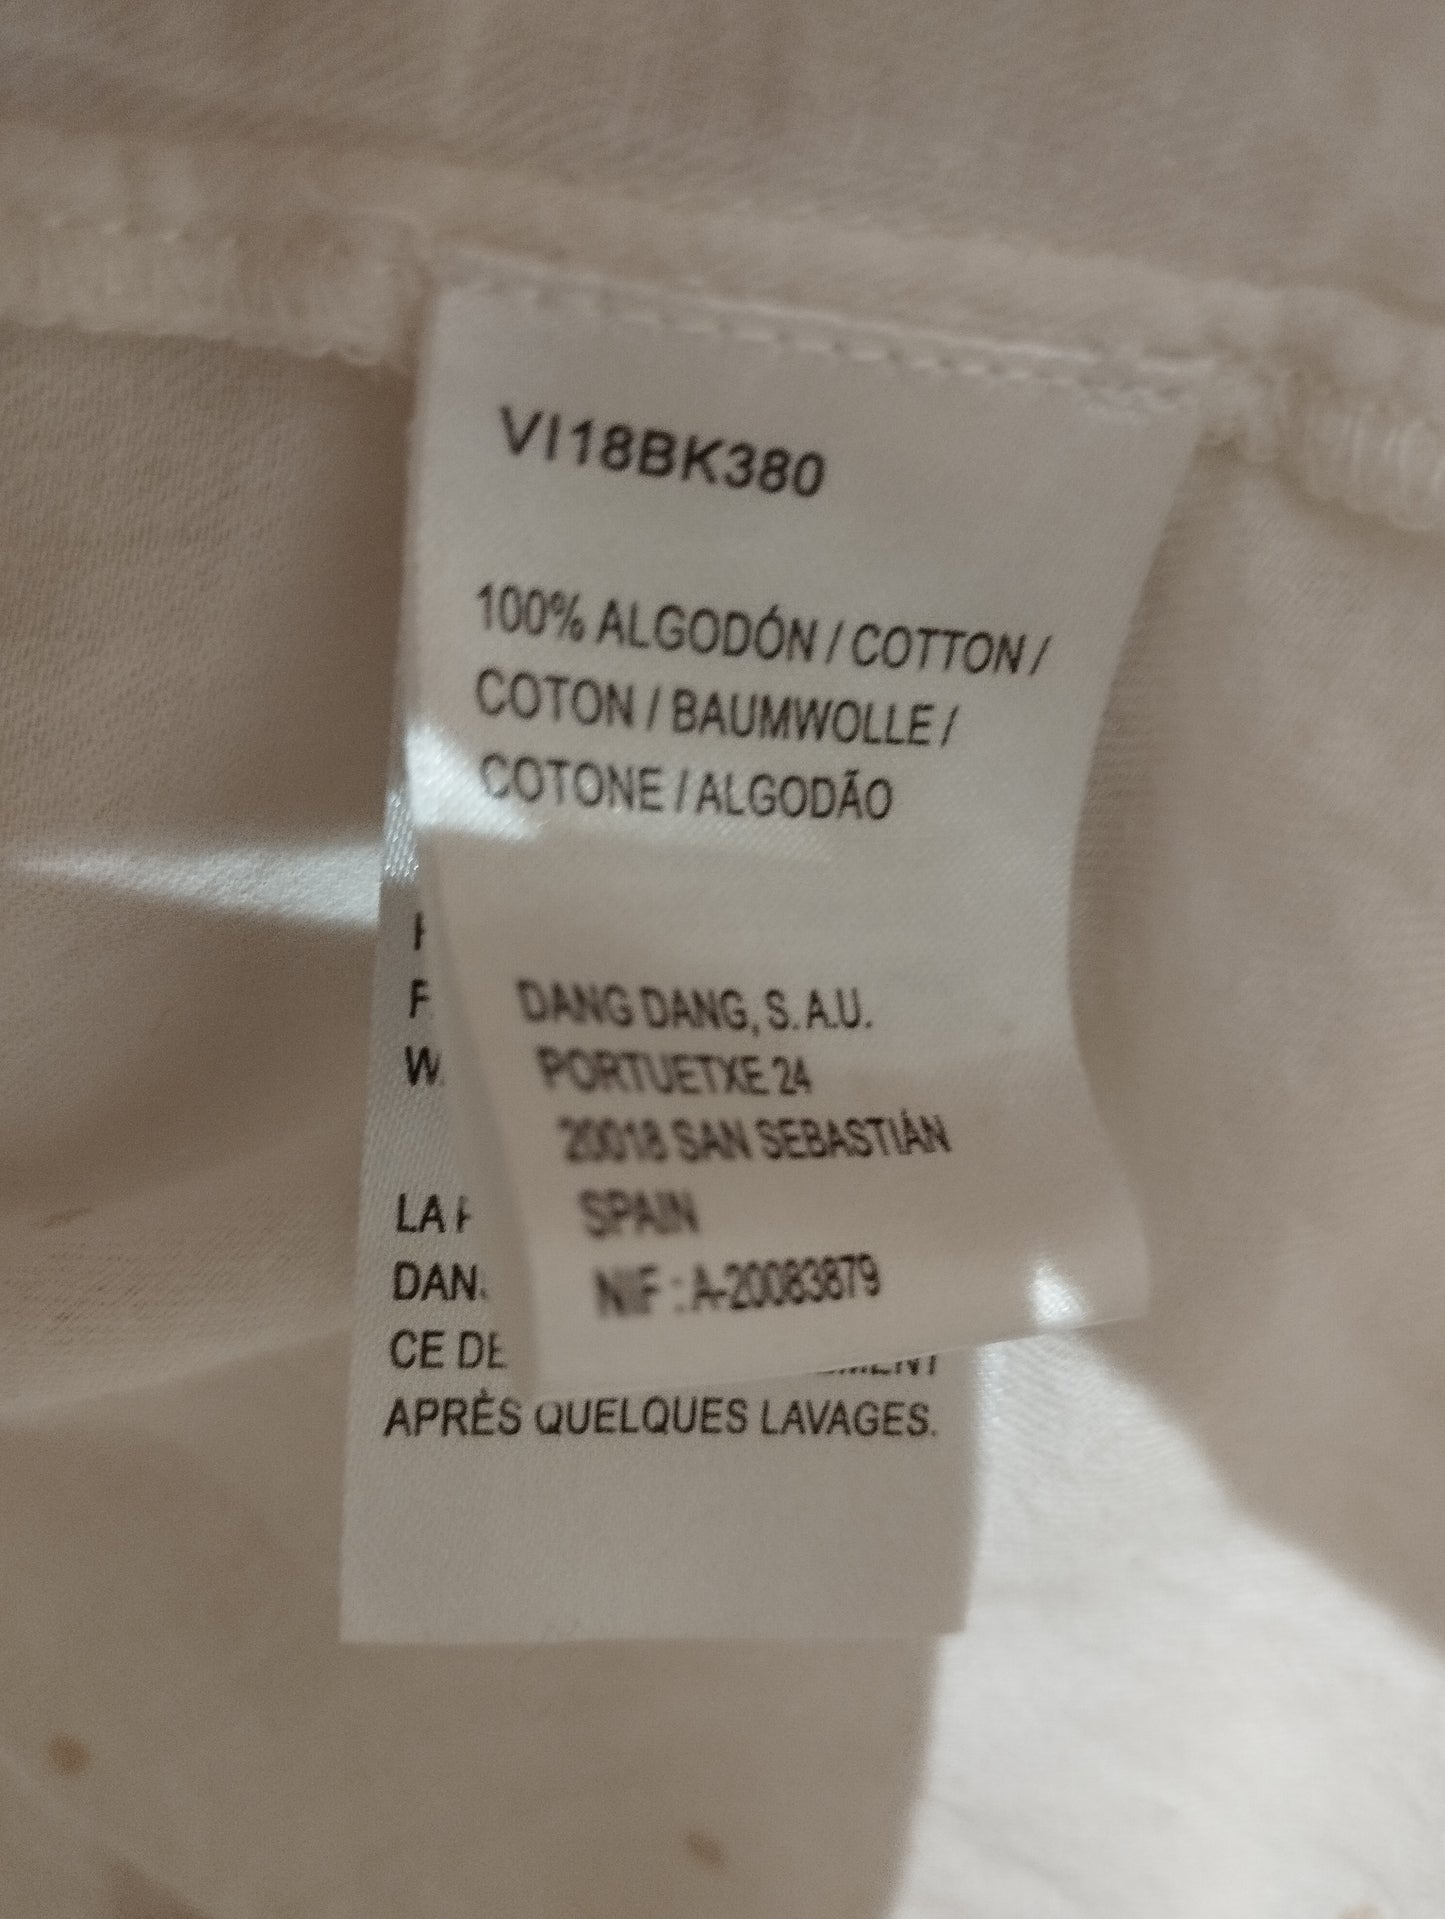 VI18BK380
100% ALGODÓN / COTTON /
COTON / BAUMWOLLE /
COTONE / ALGODÃO
DANG DANG, S.A.U.
PORTUETXE 24
20018 SAN SEBASTIÁN
SPAIN
NIF : A-20083879
LA
CE DE
APRÈS QUELQUES LAVAGES.